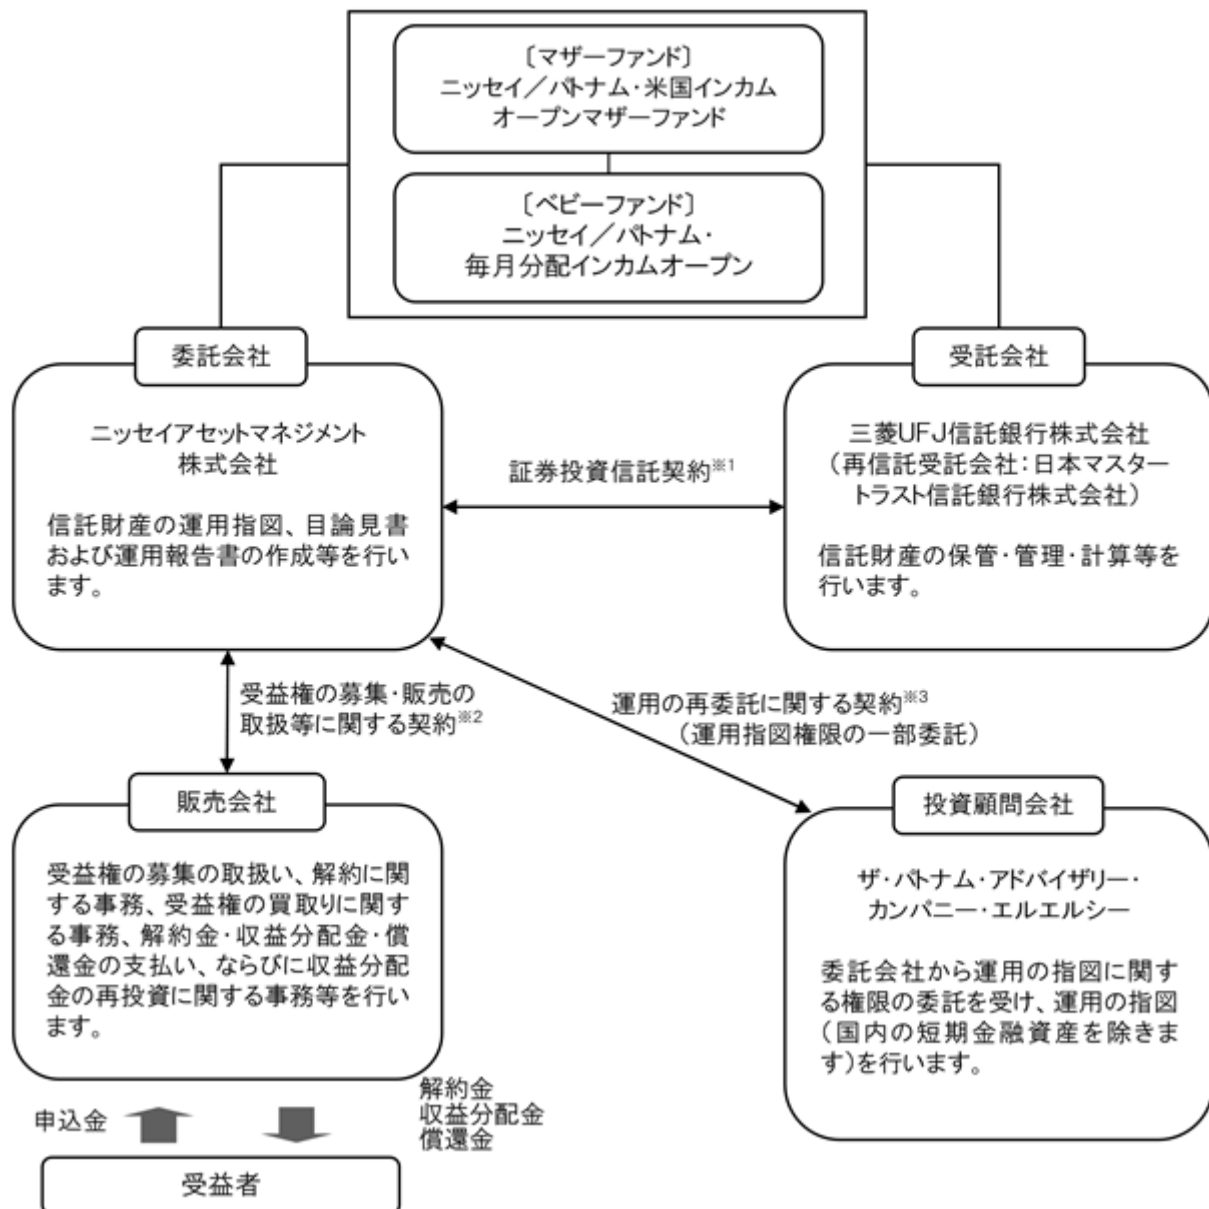 〔マザーファンド〕
ニッセイ／パトナム・米国インカム
オープンマザーファンド
〔ベビーファンド〕
ニッセイ／パトナム・
毎月分配インカムオープン
委託会社
ニッセイアセットマネジメント
株式会社
信託財産の運用指図、目論見書
および運用報告書の作成等を行い
ます。
証券投資信託契約※1
受託会社
三菱UFJ信託銀行株式会社
（再信託受託会社：日本マスター
トラスト信託銀行株式会社）
信託財産の保管・管理・計算等を
行います。
受益権の募集・販売の
取扱等に関する契約※2
運用の再委託に関する契約※3
（運用指図権限の一部委託）
販売会社
受益権の募集の取扱い、解約に関
する事務、受益権の買取りに関す
る事務、解約金・収益分配金・償
還金の支払い、ならびに収益分配
金の再投資に関する事務等を行い
ます。
投資顧問会社
ザ・パトナム・アドバイザリー・
カンパニー・エルエルシー
委託会社から運用の指図に関す
る権限の委託を受け、運用の指図
（国内の短期金融資産を除きま
す）を行います。
申込金
解約金
収益分配金
償還金
受益者